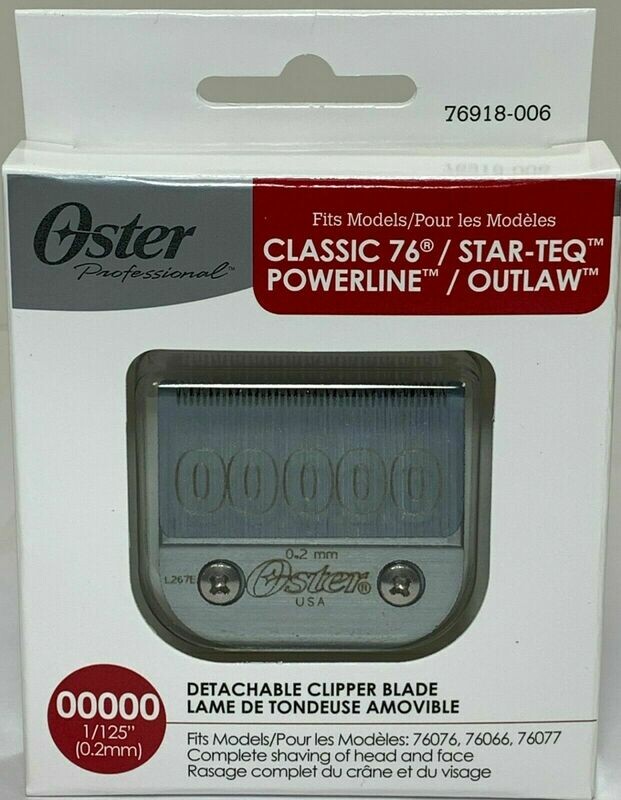 76918-006
Oster
Professional™
Fits Models/Pour les Modèles
CLASSIC 76® / STAR-TEQ™
POWERLINE™ / OUTLAW™
00000
0.2 mm
L267E
Oster®
USA
00000
1/125"
(0.2mm)
DETACHABLE CLIPPER BLADE
LAME DE TONDEUSE AMOVIBLE
Fits Models/Pour les Modèles: 76076, 76066, 76077
Complete shaving of head and face
Rasage complet du crâne et du visage